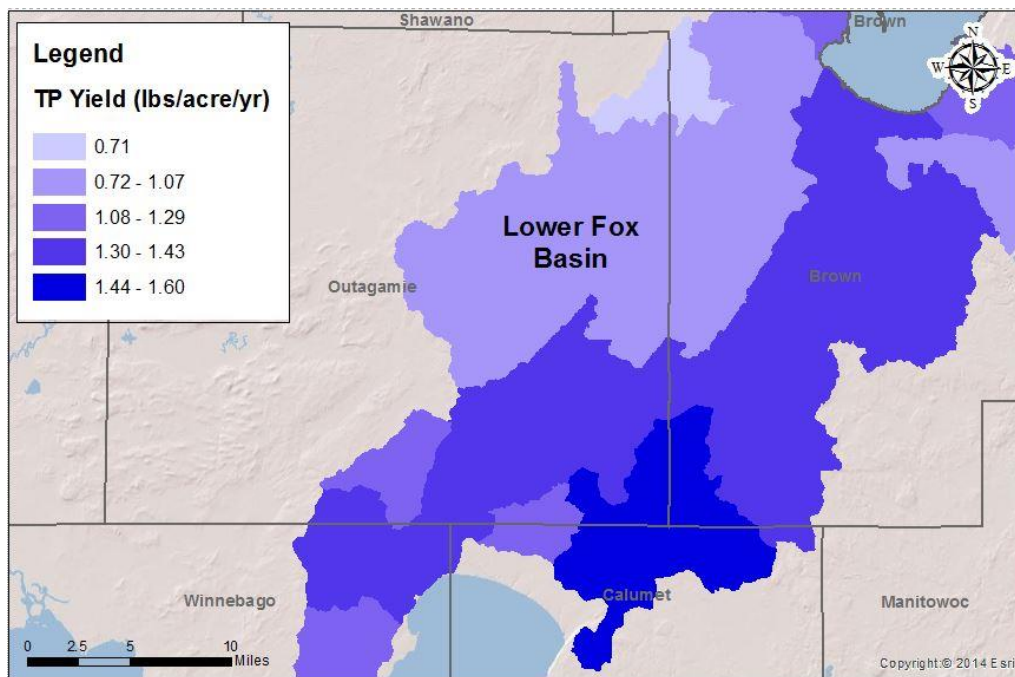 Shawano
Brown
Legend
TP Yield (lbs/acre/yr)
0.71
0.72 - 1.07
1.08 - 1.29
1.30 - 1.43
1.44 - 1.60
N
W E
S
Lower Fox
Basin
Outagamie
Brown
Winnebago
Calumet
Manitowoc
0 2.5 5 10
Miles
Copyright:© 2014 Esri